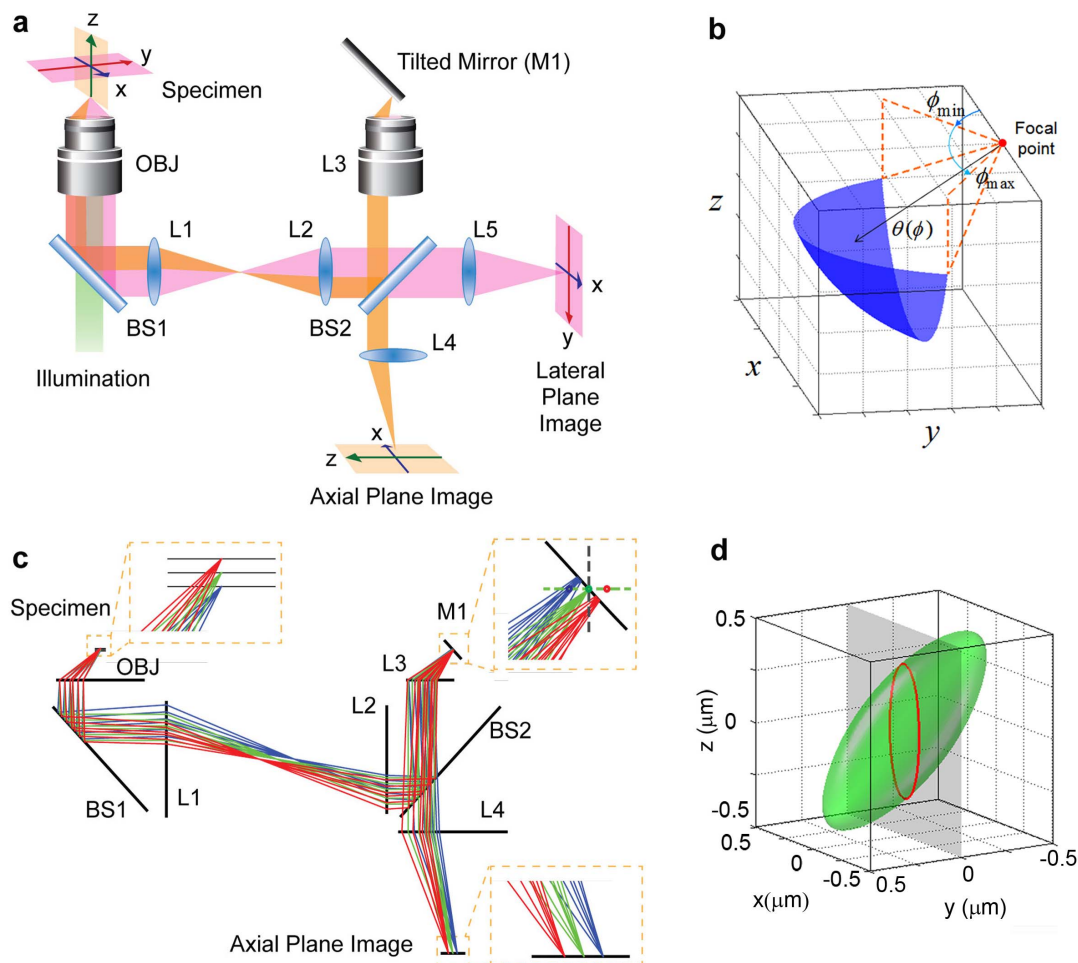 a
z
y
x
Specimen
OBJ
L1
BS1
Illumination
Tilted Mirror (M1)
L3
L2
L5
BS2
L4
x
y
Lateral
Plane
Image
x
z
Axial Plane Image
b
ϕmin
Focal
point
ϕmax
θ(ϕ)
z
x
y
c
Specimen
OBJ
BS1
L1
M1
L3
L2
BS2
L4
Axial Plane Image
d
0.5
0
-0.5
z (μm)
0.5
0
-0.5
x(μm)
0.5
0
-0.5
y (μm)